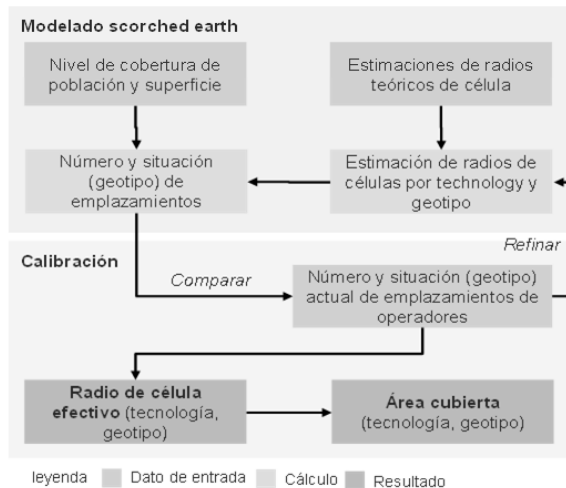 Modelado scorched earth
Nivel de cobertura de
población y superficie
Estimaciones de radios
teóricos de célula
Número y situación
(geotipo) de
emplazamientos
Estimación de radios de
células por technology y
geotipo
Refinar
Calibración
Comparar
Número y situación (geotipo)
actual de emplazamientos de
operadores
Radio de célula
efectivo (tecnología,
geotipo)
Área cubierta
(tecnología, geotipo)
leyenda Dato de entrada Cálculo Resultado